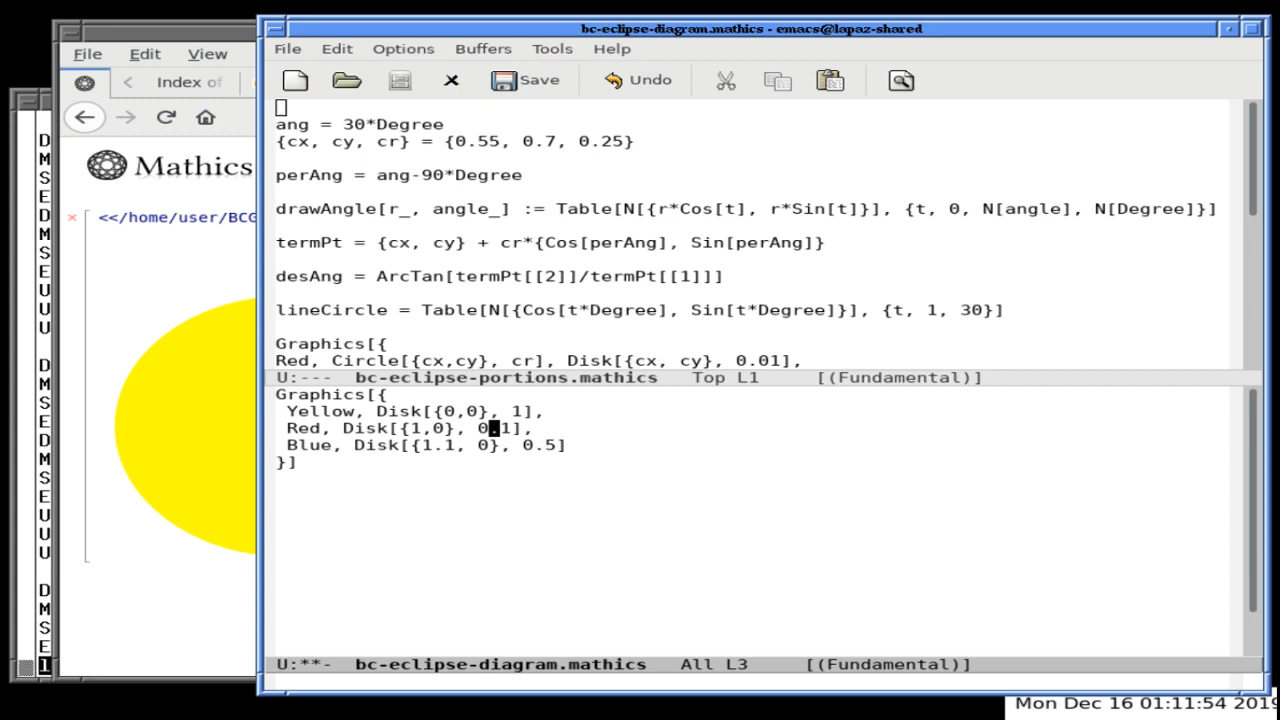 bc-eclipse-diagram.mathics - emacs@lapaz-shared
File Edit Options Buffers Tools Help
Save Undo
ang = 30*Degree
{cx, cy, cr} = {0.55, 0.7, 0.25}
perAng = ang-90*Degree
drawAngle[r_, angle_] := Table[N[{r*Cos[t], r*Sin[t]}], {t, 0, N[angle], N[Degree]}]
termPt = {cx, cy} + cr*{Cos[perAng], Sin[perAng]}
desAng = ArcTan[termPt[[2]]/termPt[[1]]]
lineCircle = Table[N[{Cos[t*Degree], Sin[t*Degree]}], {t, 1, 30}]
Graphics[{
Red, Circle[{cx,cy}, cr], Disk[{cx, cy}, 0.01],
U:--- bc-eclipse-portions.mathics Top L1 [(Fundamental)]
Graphics[{
Yellow, Disk[{0,0}, 1],
Red, Disk[{1,0}, 0.1],
Blue, Disk[{1.1, 0}, 0.5]
}]
U:**- bc-eclipse-diagram.mathics All L3 [(Fundamental)]
File Edit View
Index of
Mathics
<</home/user/BCG
D
M
S
E
D
M
S
E
U
U
U
D
M
S
E
D
M
S
E
U
U
U
D
M
S
E
l
Mon Dec 16 01:11:54 2019